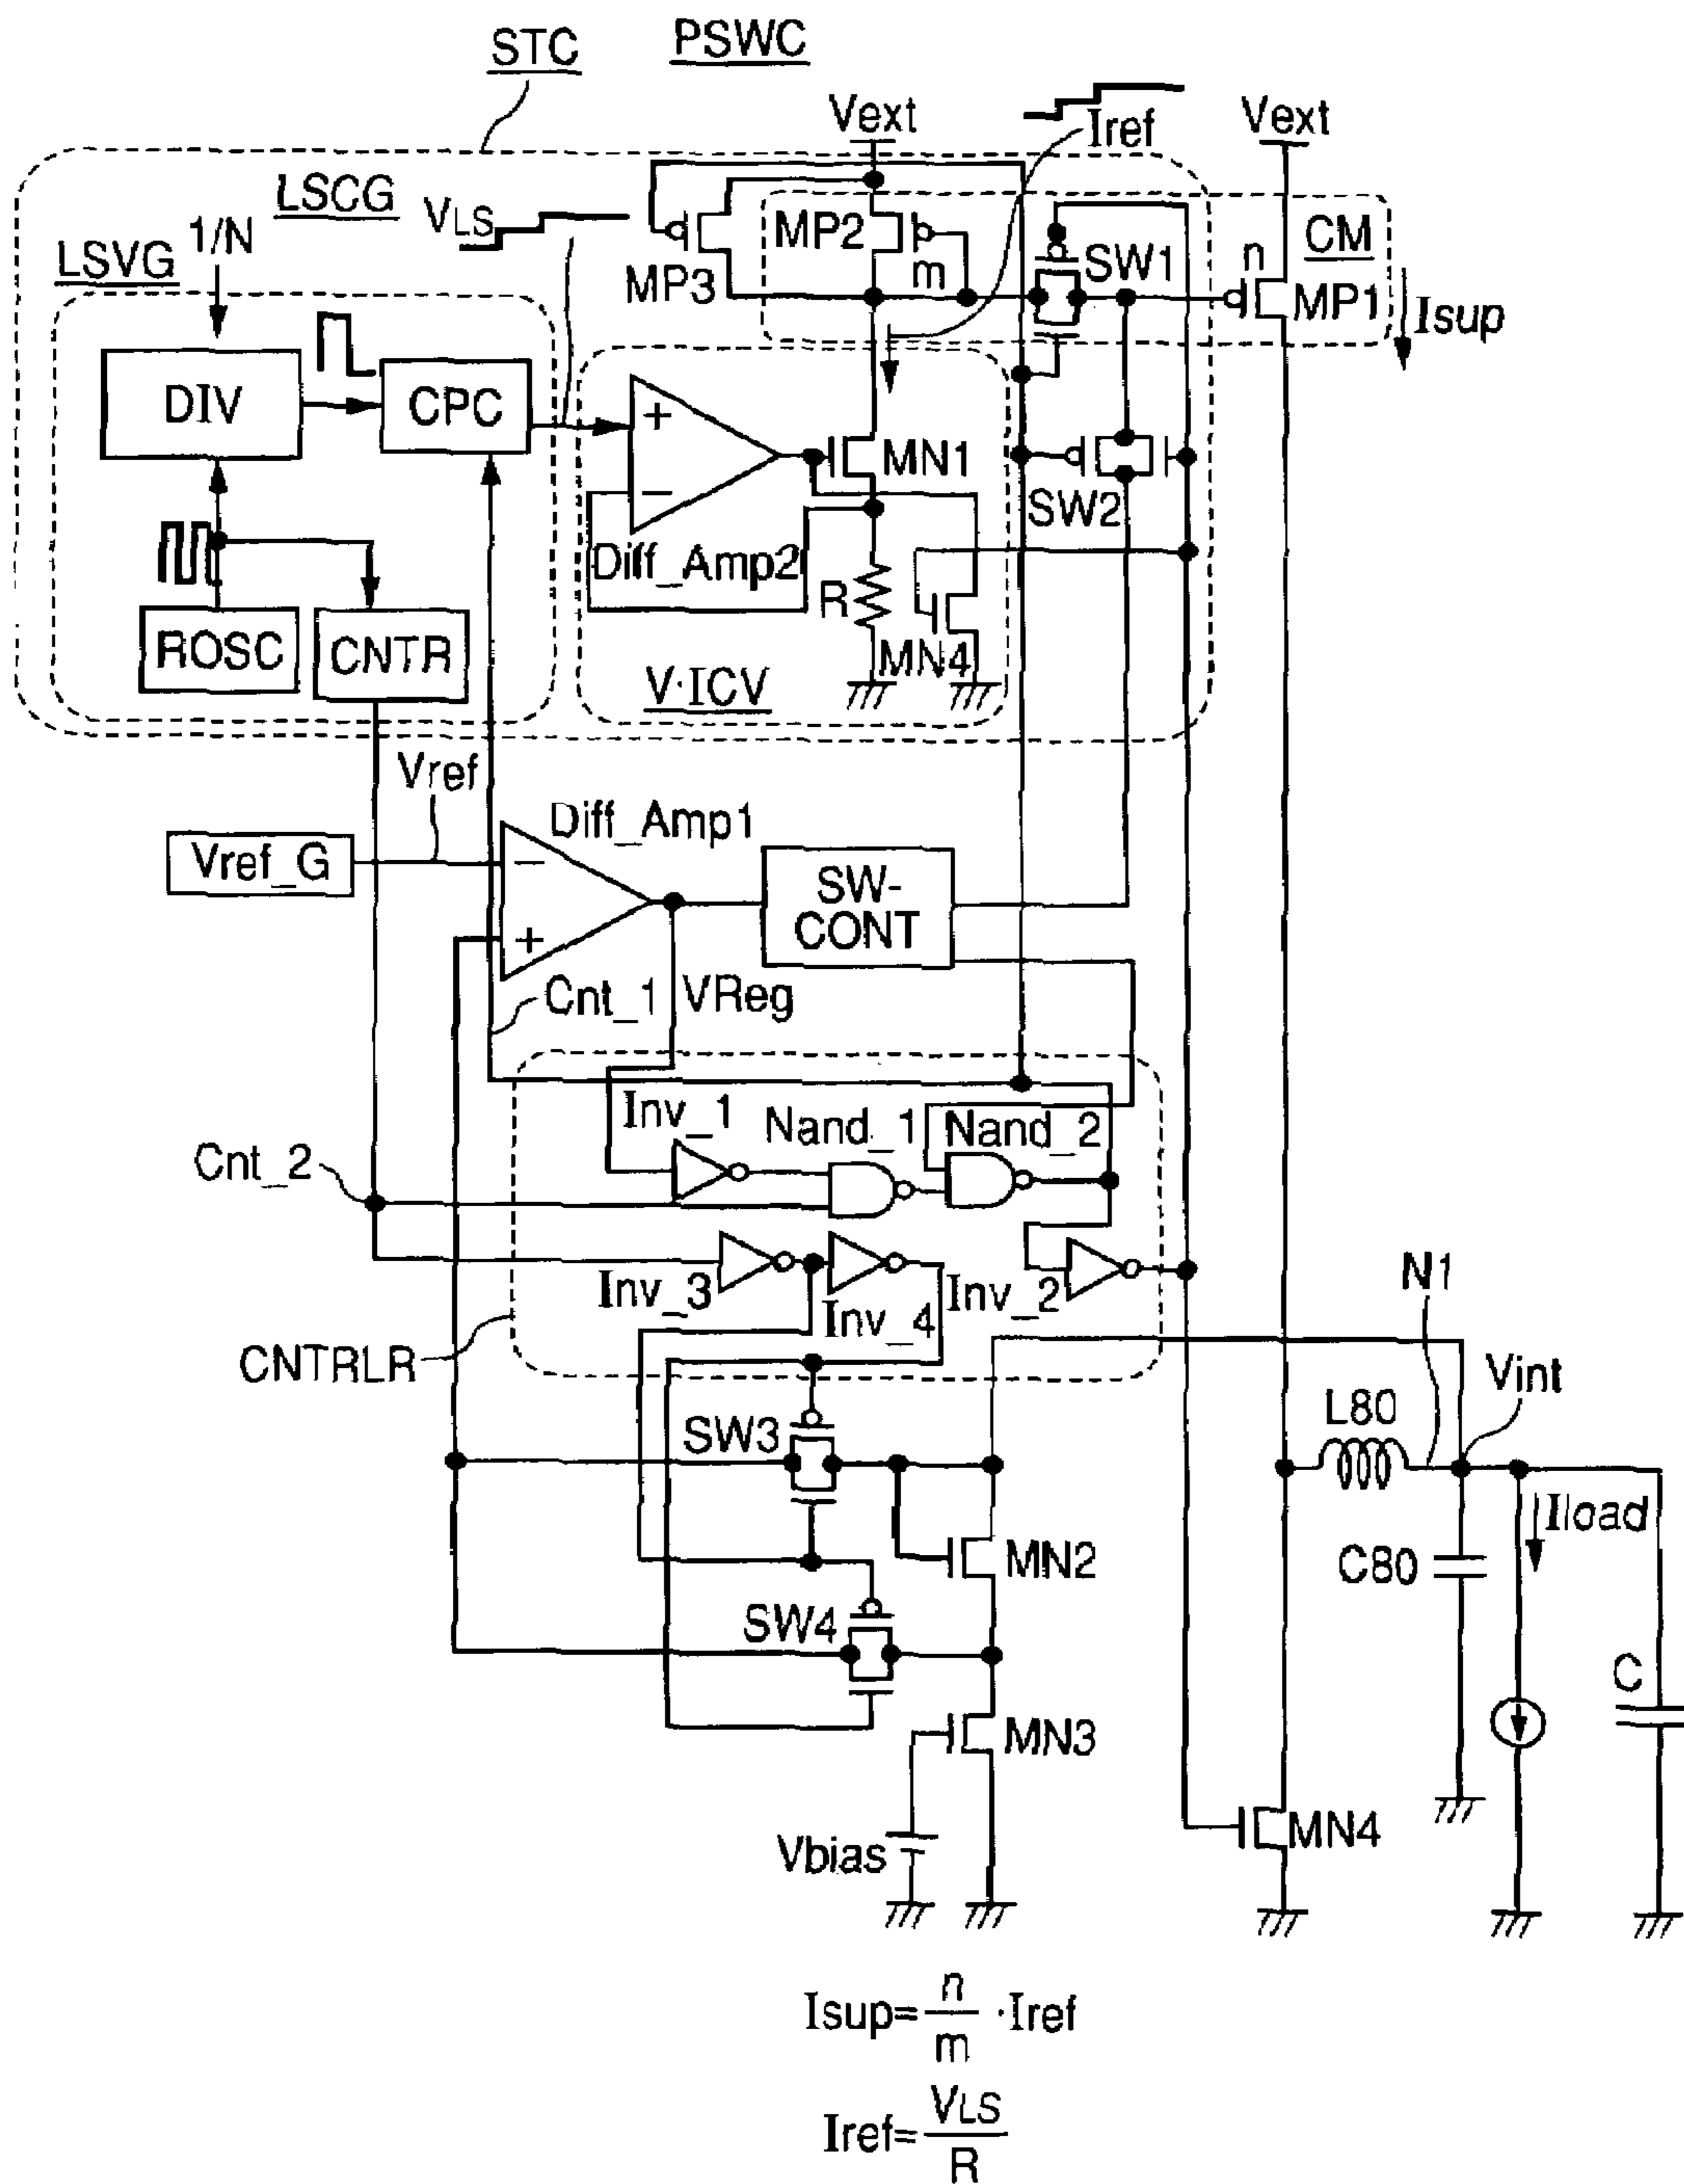 PSWC
STC
Vext
Iref
Vext
LSCG
VLS
MP2
m
SW1
n
CM
LSVG
1/N
MP3
MP1
Isup
DIV
CPC
+
−
MN1
SW2
Diff_Amp2
R
MN4
ROSC
CNTR
V·ICV
Vref
Diff_Amp1
Vref_G
−
+
SW-
CONT
Cnt_1
VReg
Inv_1
Nand_1
Nand_2
Cnt_2
Inv_3
Inv_4
Inv_2
N1
CNTRLR
Vint
L80
SW3
Iload
MN2
C80
SW4
C
MN3
Vbias
MN4
Isup=n/m ·Iref
Iref=VLS/R